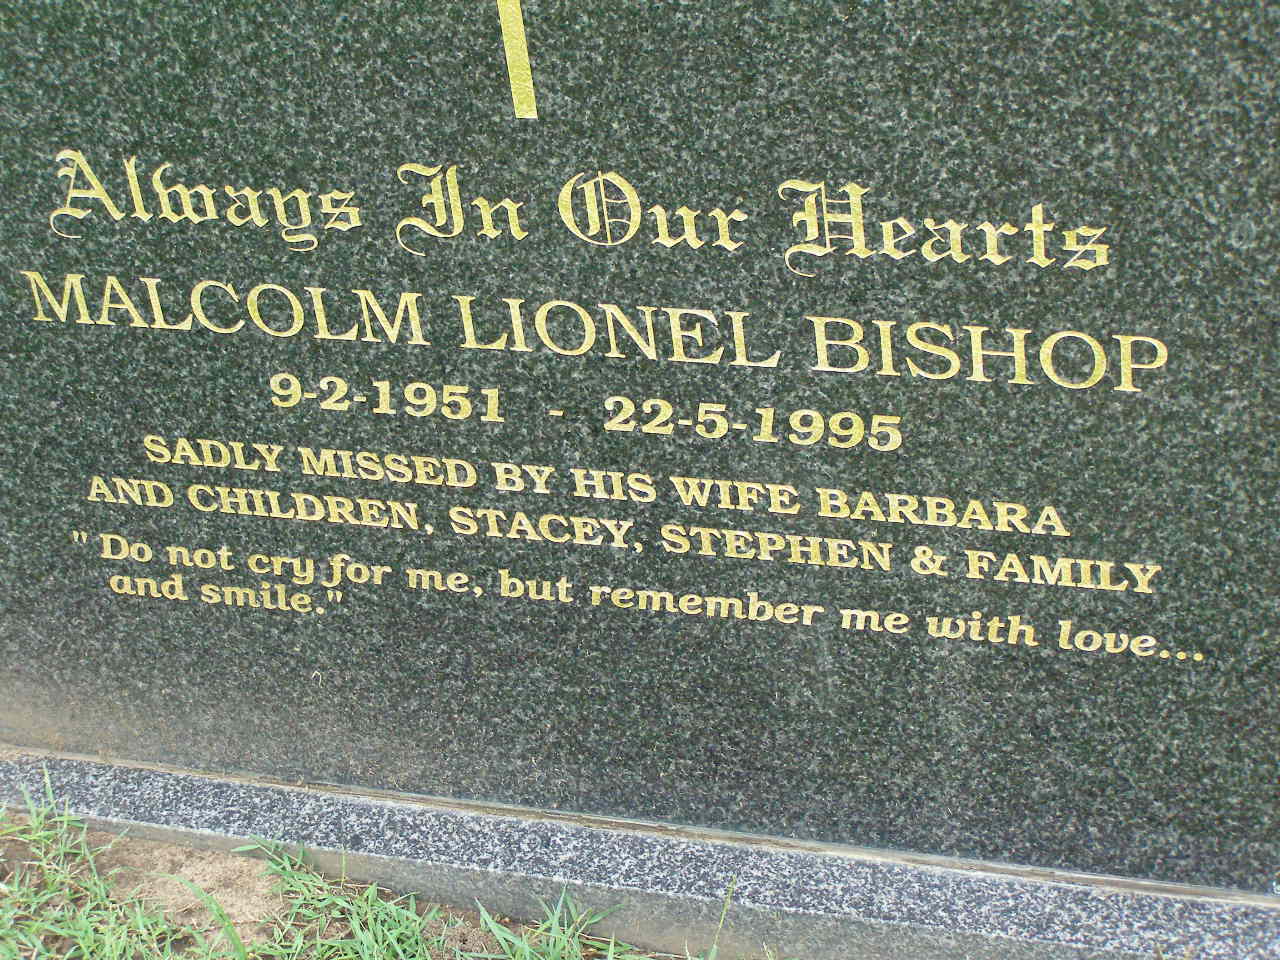 Always In Our Hearts
MALCOLM LIONEL BISHOP
9-2-1951 - 22-5-1995
SADLY MISSED BY HIS WIFE BARBARA
AND CHILDREN, STACEY, STEPHEN & FAMILY
"Do not cry for me, but remember me with love...
and smile."